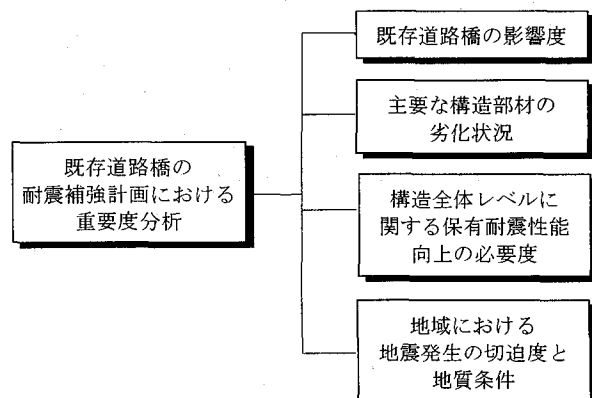 既存道路橋の
耐震補強計画における
重要度分析
既存道路橋の影響度
主要な構造部材の
劣化状況
構造全体レベルに
関する保有耐震性能
向上の必要度
地域における
地震発生の切迫度と
地質条件